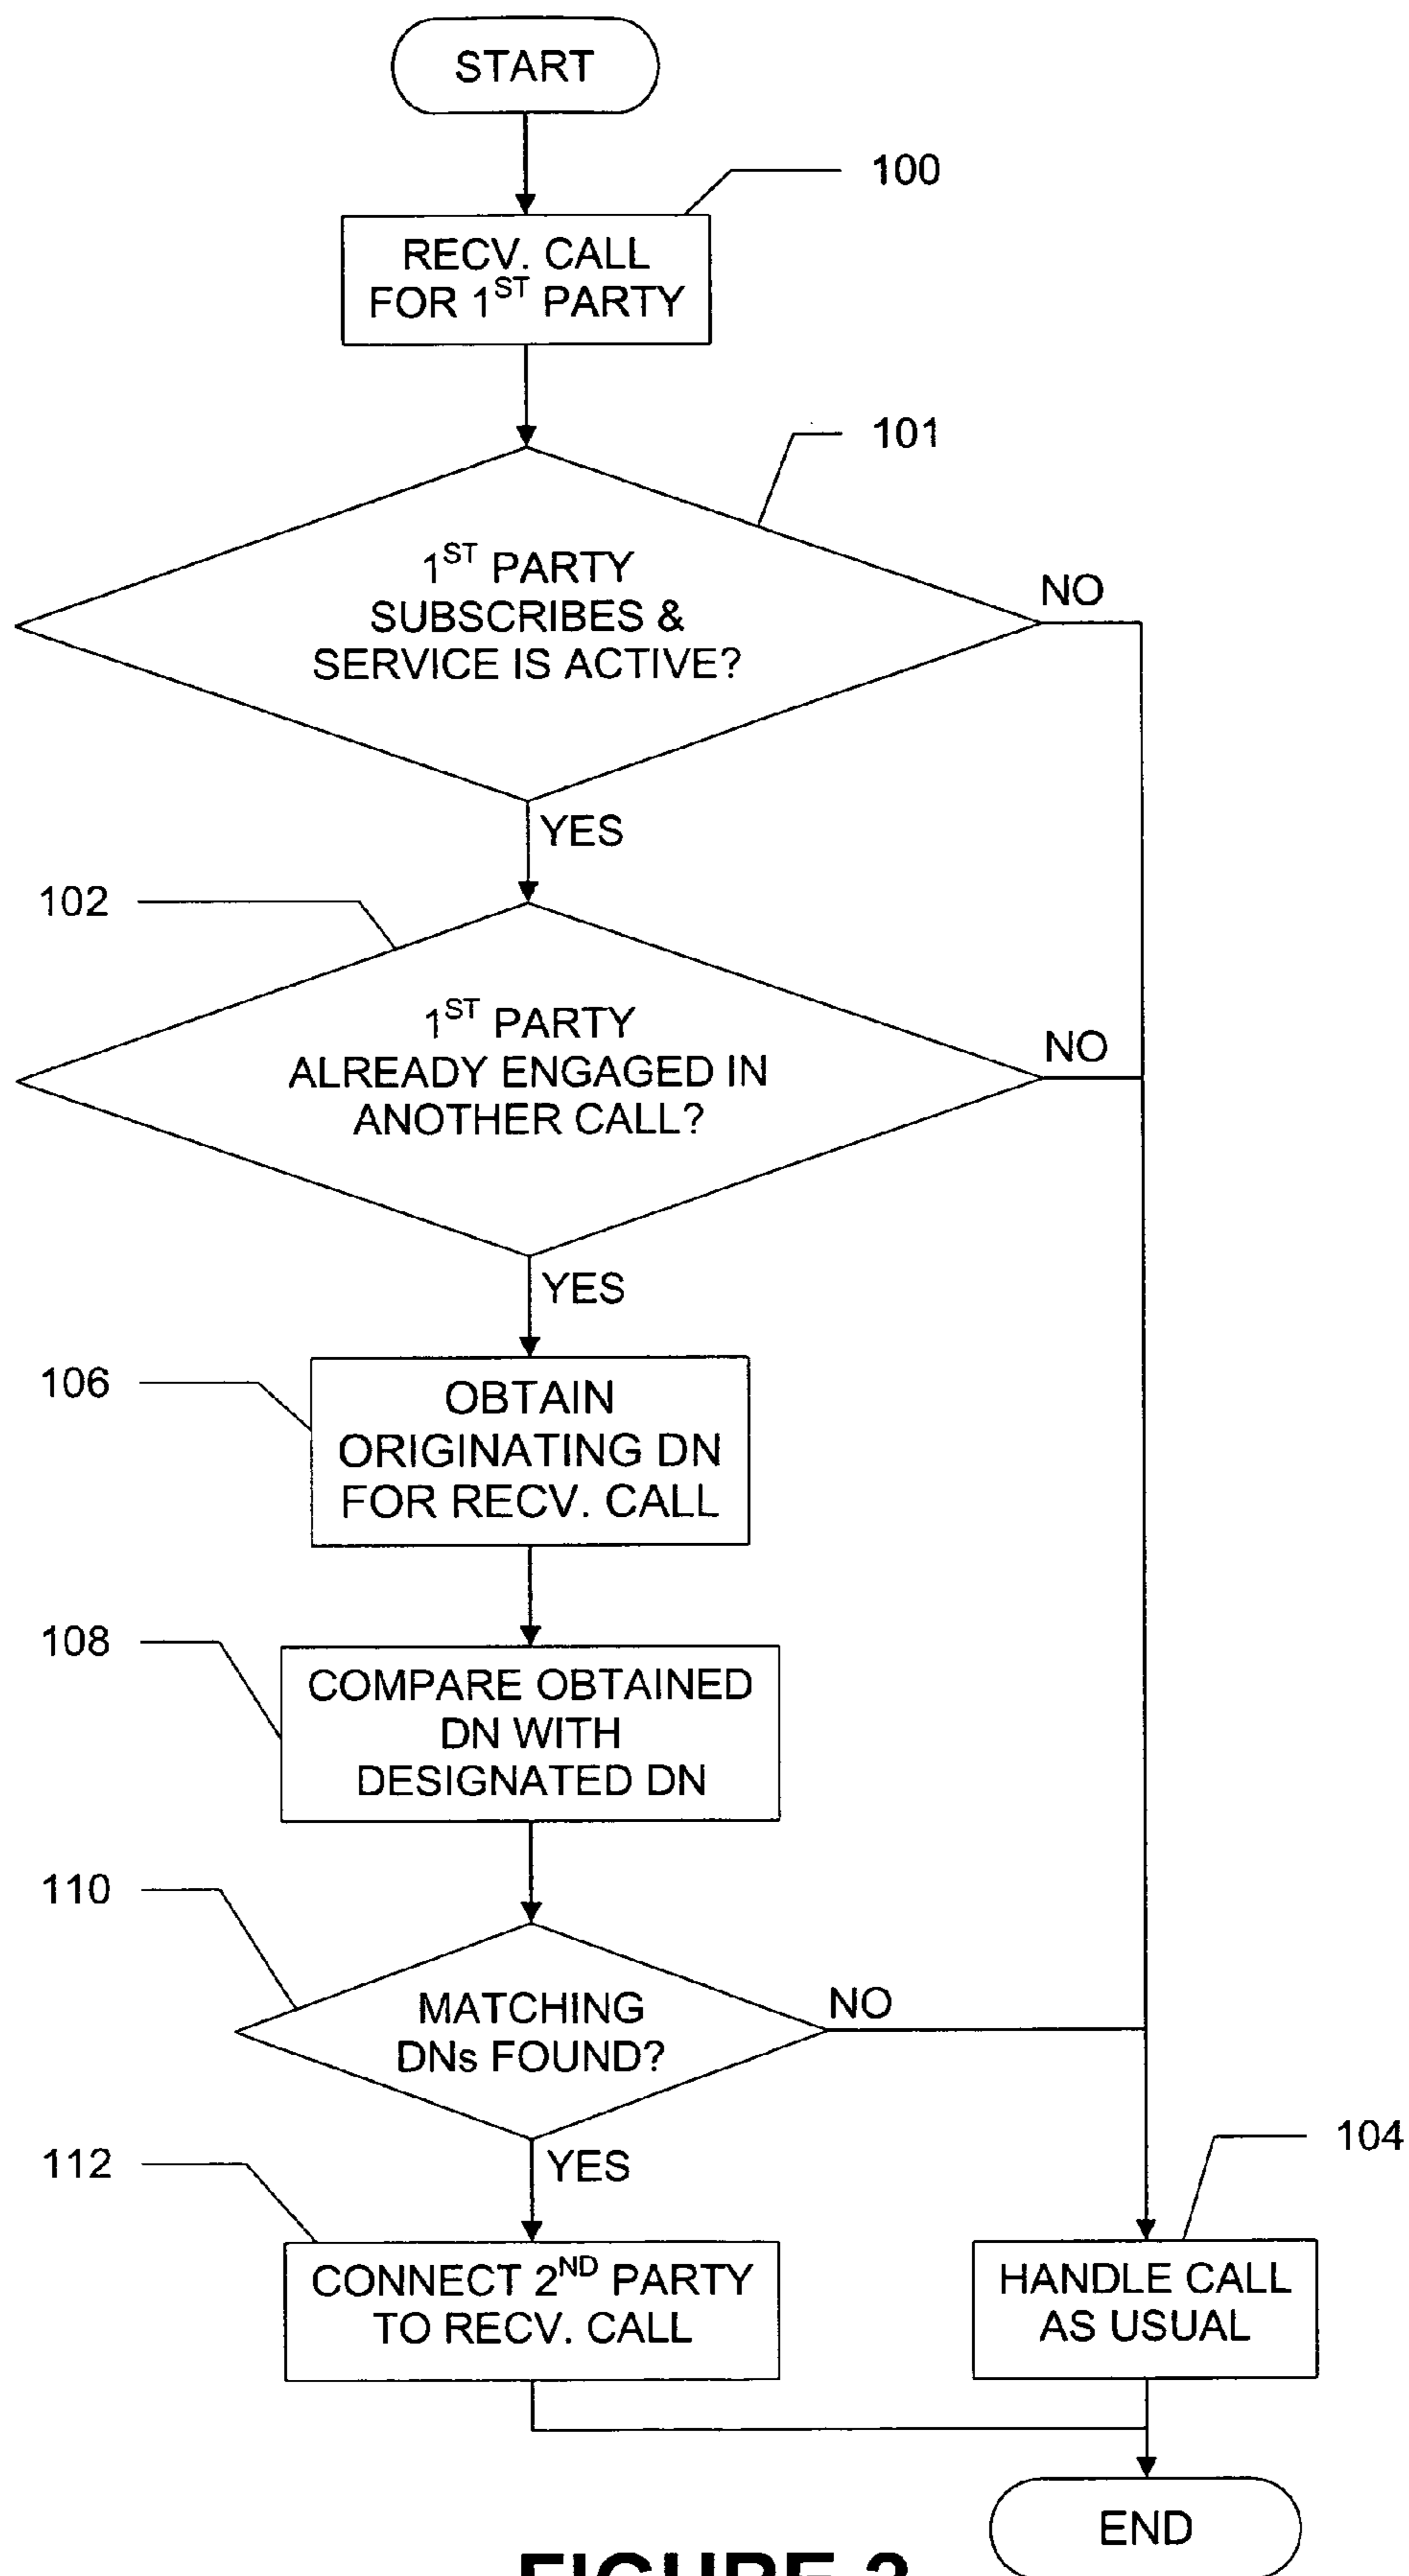 START
100
RECV. CALL
FOR 1ST PARTY
101
1ST PARTY
SUBSCRIBES &
SERVICE IS ACTIVE?
NO
YES
102
1ST PARTY
ALREADY ENGAGED IN
ANOTHER CALL?
NO
YES
106
OBTAIN
ORIGINATING DN
FOR RECV. CALL
108
COMPARE OBTAINED
DN WITH
DESIGNATED DN
110
MATCHING
DNs FOUND?
NO
YES
112
CONNECT 2ND PARTY
TO RECV. CALL
104
HANDLE CALL
AS USUAL
END
FIGURE